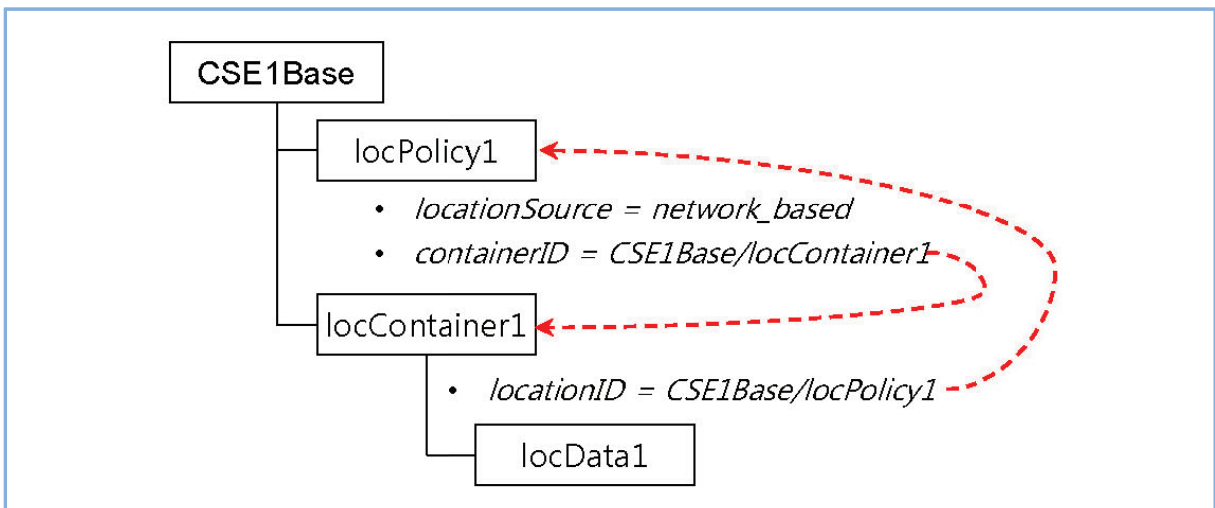 CSE1Base
locPolicy1
• locationSource = network_based
• containerID = CSE1Base/locContainer1
locContainer1
• locationID = CSE1Base/locPolicy1
locData1